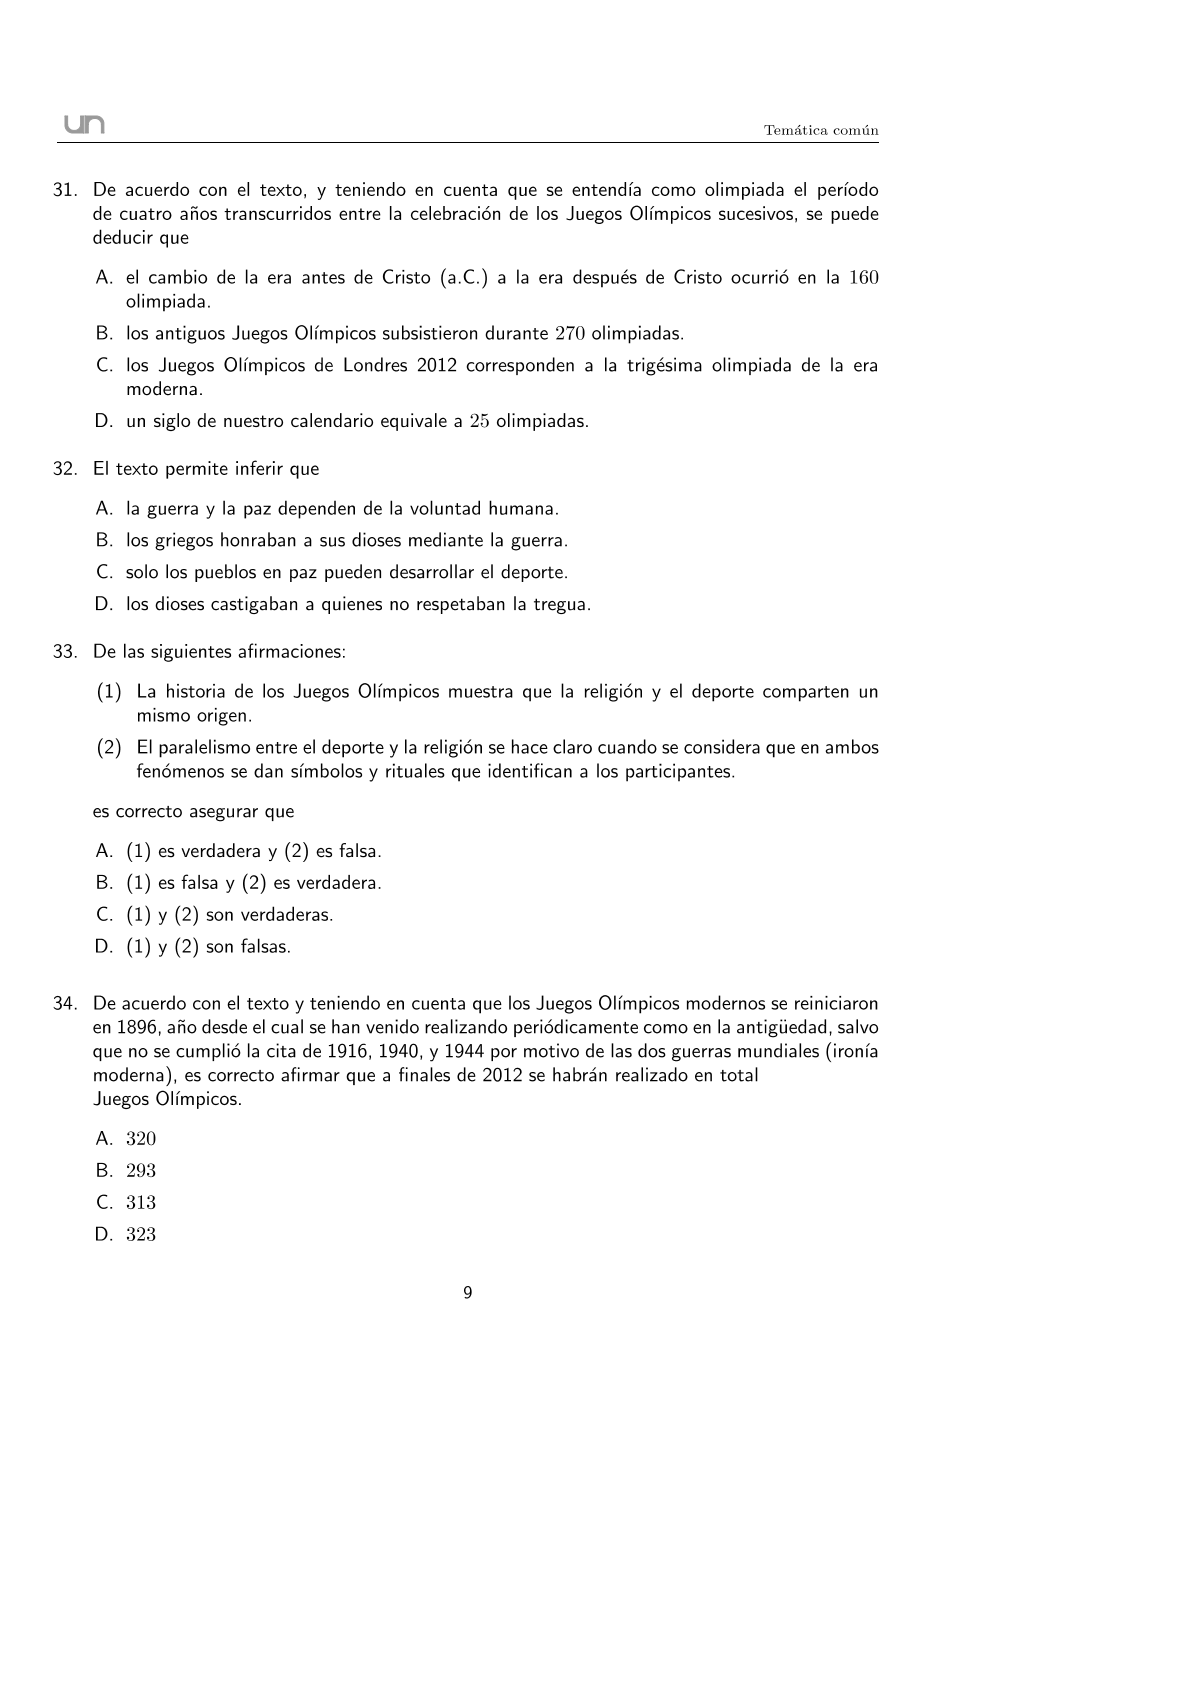 un
Temática común
31. De acuerdo con el texto, y teniendo en cuenta que se entendía como olimpiada el período
de cuatro años transcurridos entre la celebración de los Juegos Olímpicos sucesivos, se puede
deducir que
A. el cambio de la era antes de Cristo (a.C.) a la era después de Cristo ocurrió en la 160
olimpiada.
B. los antiguos Juegos Olímpicos subsistieron durante 270 olimpiadas.
C. los Juegos Olímpicos de Londres 2012 corresponden a la trigésima olimpiada de la era
moderna.
D. un siglo de nuestro calendario equivale a 25 olimpiadas.
32. El texto permite inferir que
A. la guerra y la paz dependen de la voluntad humana.
B. los griegos honraban a sus dioses mediante la guerra.
C. solo los pueblos en paz pueden desarrollar el deporte.
D. los dioses castigaban a quienes no respetaban la tregua.
33. De las siguientes afirmaciones:
(1) La historia de los Juegos Olímpicos muestra que la religión y el deporte comparten un
mismo origen.
(2) El paralelismo entre el deporte y la religión se hace claro cuando se considera que en ambos
fenómenos se dan símbolos y rituales que identifican a los participantes.
es correcto asegurar que
A. (1) es verdadera y (2) es falsa.
B. (1) es falsa y (2) es verdadera.
C. (1) y (2) son verdaderas.
D. (1) y (2) son falsas.
34. De acuerdo con el texto y teniendo en cuenta que los Juegos Olímpicos modernos se reiniciaron
en 1896, año desde el cual se han venido realizando periódicamente como en la antigüedad, salvo
que no se cumplió la cita de 1916, 1940, y 1944 por motivo de las dos guerras mundiales (ironía
moderna), es correcto afirmar que a finales de 2012 se habrán realizado en total
Juegos Olímpicos.
A. 320
B. 293
C. 313
D. 323
9